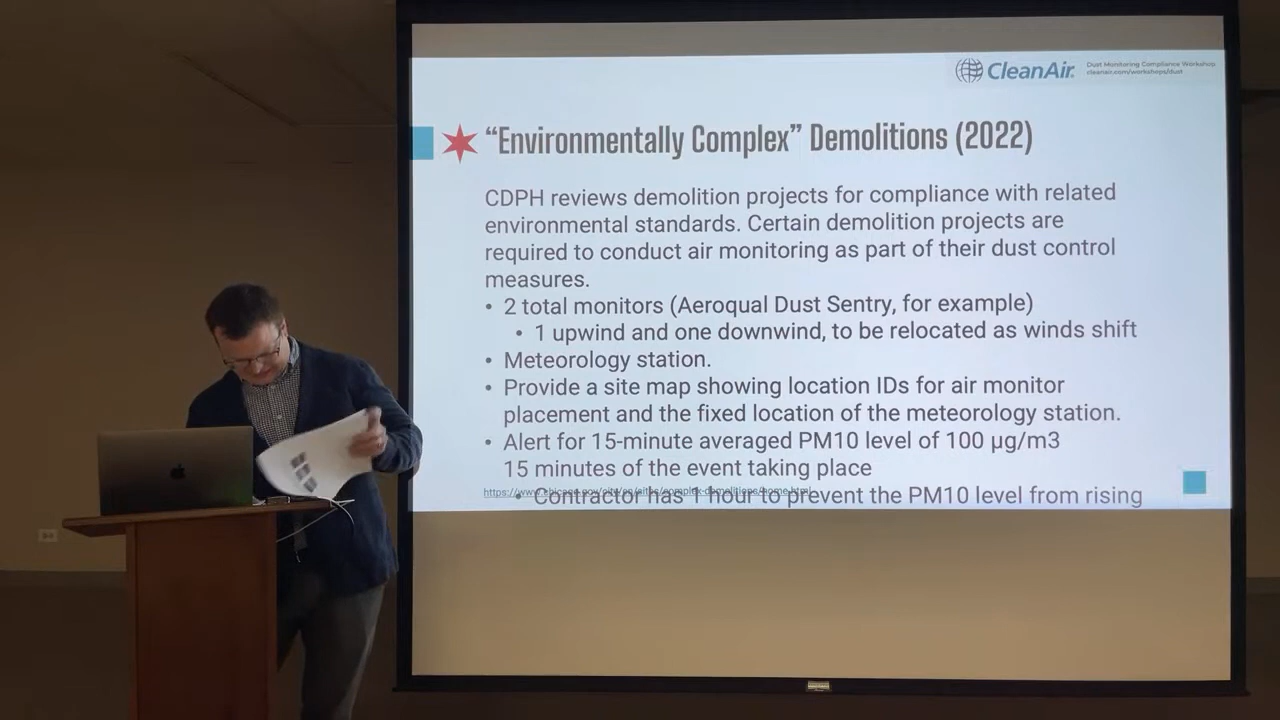 CleanAir.
Dust Monitoring Compliance Workshop
cleanair.com/workshops/dust
“Environmentally Complex” Demolitions (2022)
CDPH reviews demolition projects for compliance with related
environmental standards. Certain demolition projects are
required to conduct air monitoring as part of their dust control
measures.
• 2 total monitors (Aeroqual Dust Sentry, for example)
• 1 upwind and one downwind, to be relocated as winds shift
• Meteorology station.
• Provide a site map showing location IDs for air monitor
placement and the fixed location of the meteorology station.
• Alert for 15-minute averaged PM10 level of 100 µg/m3
15 minutes of the event taking place
• Contractor has 1 hour to prevent the PM10 level from rising